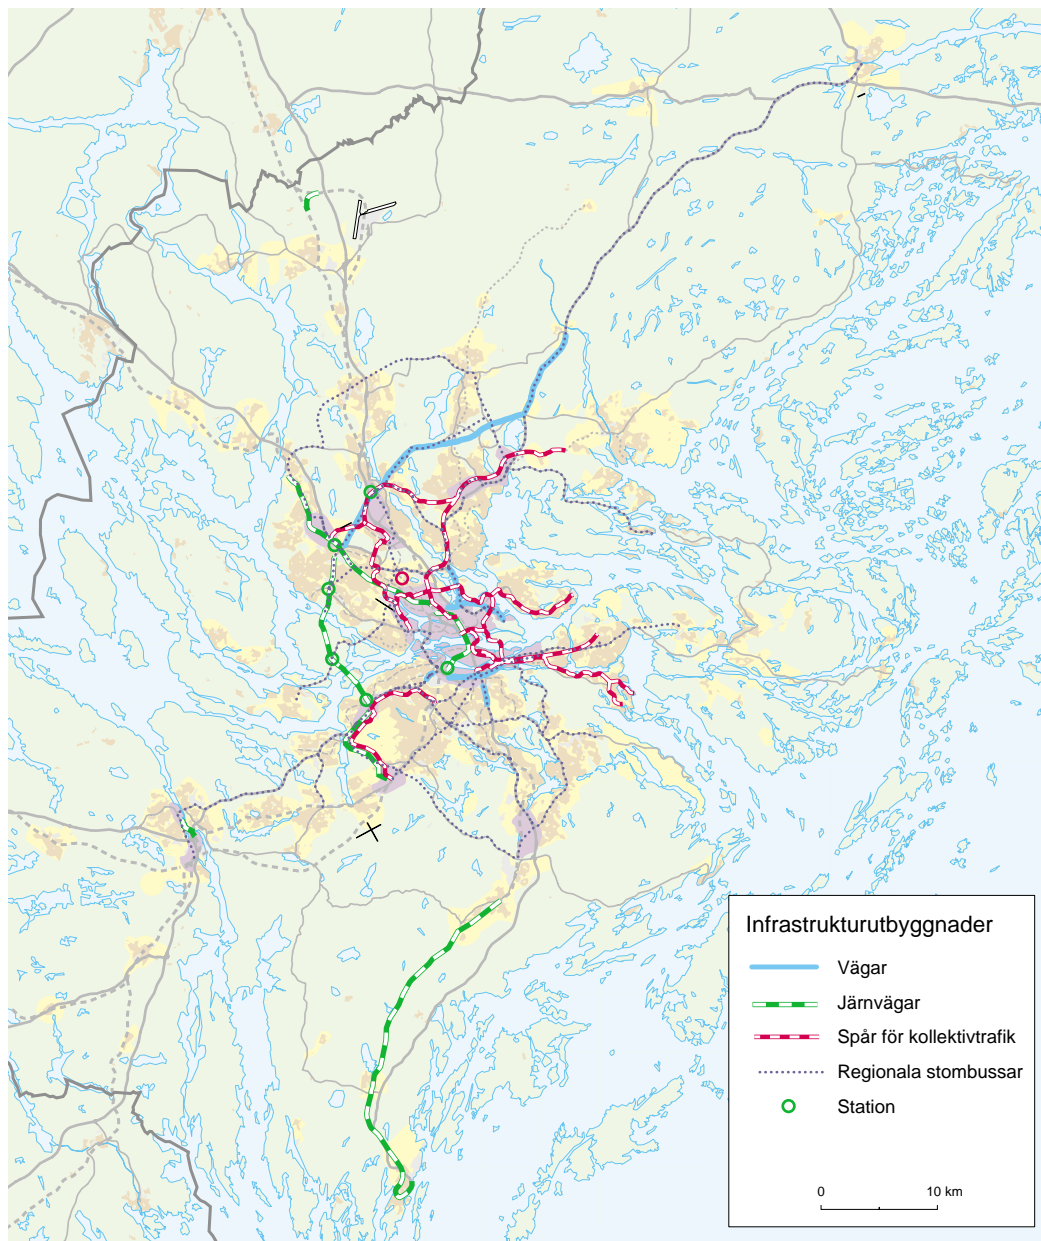 Infrastrukturutbyggnader
Vägar
Järnvägar
Spår för kollektivtrafik
Regionala stombussar
Station
0 10 km